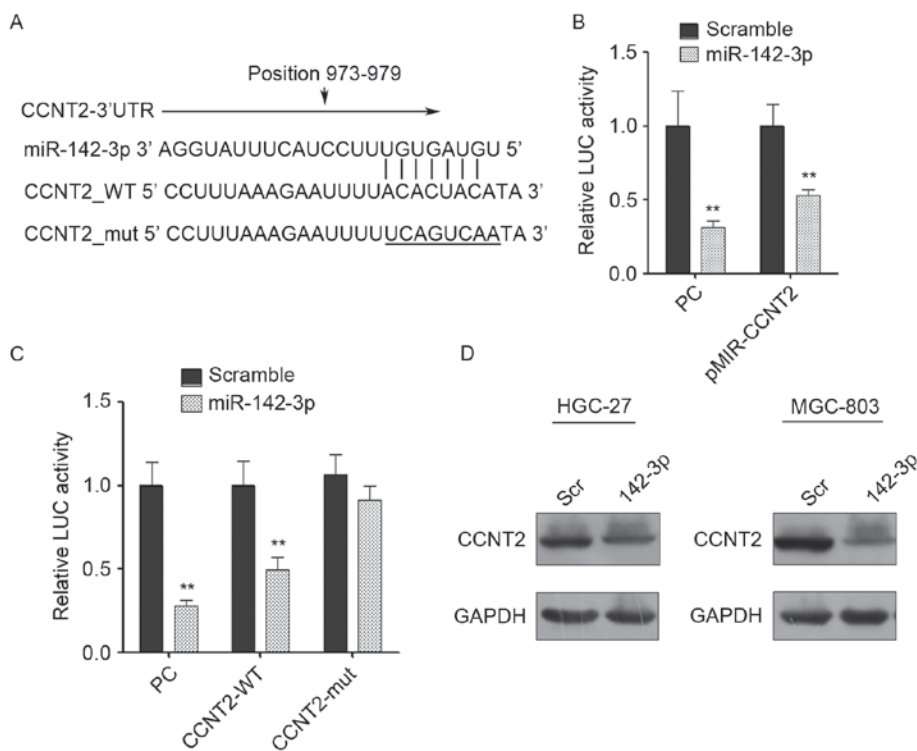 A
Position 973-979
CCNT2-3'UTR
miR-142-3p 3' AGGUAUUUCAUCCUUUGUGAUGU 5'
CCNT2_WT 5' CCUUUAAAGAAUUUUACACUACATA 3'
CCNT2_mut 5' CCUUUAAAGAAUUUUUCAGUCAATA 3'
B
Scramble
miR-142-3p
Relative LUC activity
1.5
1.0
0.5
0.0
**
**
PC
pMIR-CCNT2
C
Scramble
miR-142-3p
Relative LUC activity
1.5
1.0
0.5
0.0
**
**
PC
CCNT2-WT
CCNT2-mut
D
HGC-27
MGC-803
Scr
142-3p
Scr
142-3p
CCNT2
CCNT2
GAPDH
GAPDH